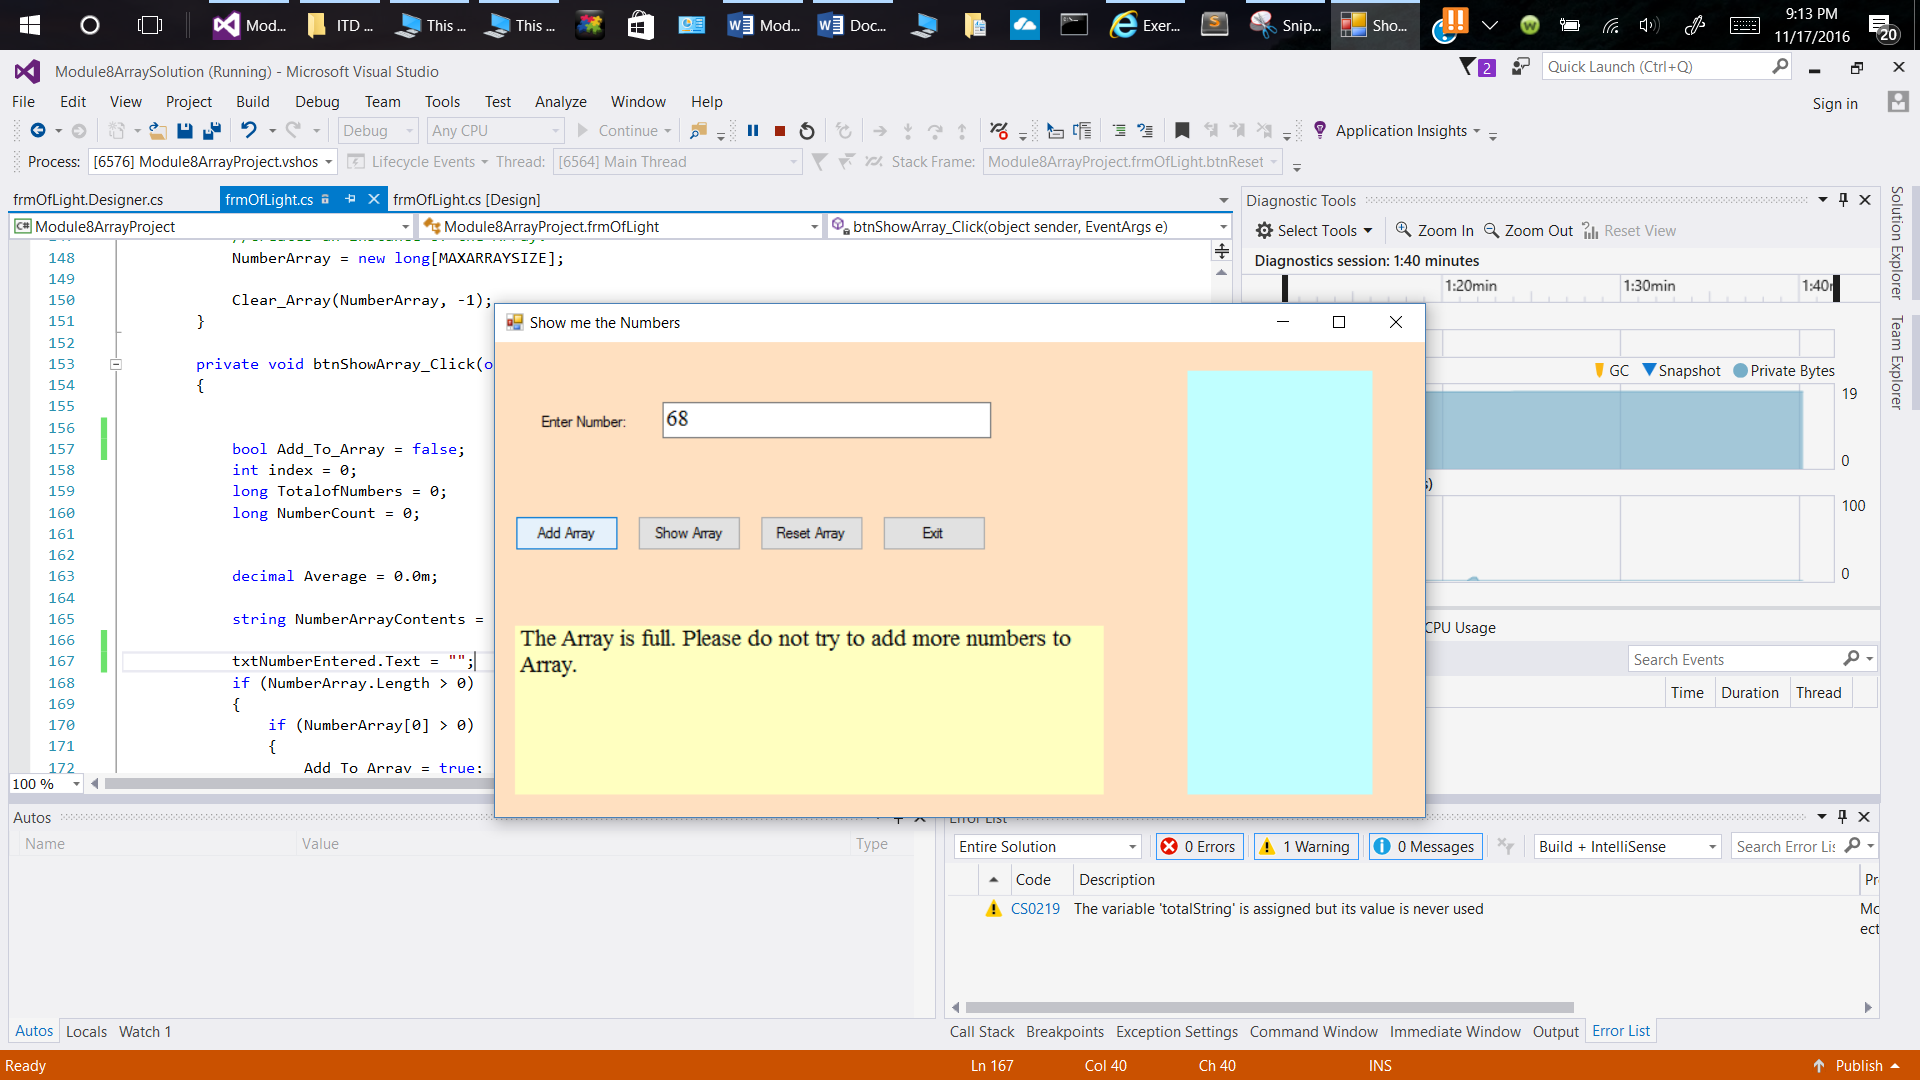 Mod...
ITD ...
This ...
This ...
Mod...
Doc...
Exer...
Snip...
Sho...
9:13 PM
11/17/2016
20
Module8ArraySolution (Running) - Microsoft Visual Studio
2
Quick Launch (Ctrl+Q)
File Edit View Project Build Debug Team Tools Test Analyze Window Help
Sign in
Debug
Any CPU
Continue
Application Insights
Process: [6576] Module8ArrayProject.vshos
Lifecycle Events
Thread: [6564] Main Thread
Stack Frame: Module8ArrayProject.frmOfLight.btnReset
frmOfLight.Designer.cs
frmOfLight.cs
frmOfLight.cs [Design]
C# Module8ArrayProject
Module8ArrayProject.frmOfLight
btnShowArray_Click(object sender, EventArgs e)
148 NumberArray = new long[MAXARRAYSIZE];
149
150 Clear_Array(NumberArray, -1);
151 }
152
153 private void btnShowArray_Click(o
154 {
155
156
157 bool Add_To_Array = false;
158 int index = 0;
159 long TotalofNumbers = 0;
160 long NumberCount = 0;
161
162
163 decimal Average = 0.0m;
164
165 string NumberArrayContents =
166
167 txtNumberEntered.Text = "";
168 if (NumberArray.Length > 0)
169 {
170 if (NumberArray[0] > 0)
171 {
172 Add_To_Array = true;
100 %
Show me the Numbers
Enter Number:
68
Add Array
Show Array
Reset Array
Exit
The Array is full. Please do not try to add more numbers to
Array.
Diagnostic Tools
Select Tools
Zoom In
Zoom Out
Reset View
Diagnostics session: 1:40 minutes
1:20min
1:30min
1:40
GC
Snapshot
Private Bytes
19
0
100
0
CPU Usage
Search Events
Time
Duration
Thread
Solution Explorer
Team Explorer
Autos
Name
Value
Type
Autos
Locals
Watch 1
Error List
Entire Solution
0 Errors
1 Warning
0 Messages
Build + IntelliSense
Search Error Lis
Code
Description
Pr
CS0219
The variable 'totalString' is assigned but its value is never used
Mc
ect
Call Stack
Breakpoints
Exception Settings
Command Window
Immediate Window
Output
Error List
Ready
Ln 167
Col 40
Ch 40
INS
Publish